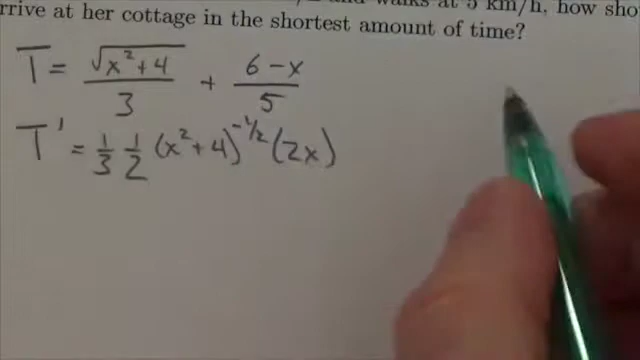 rrive at her cottage in the shortest amount of time?
T = √(x²+4)/3 + (6-x)/5
T' = 1/3 1/2 (x²+4)^(-1/2) (2x)